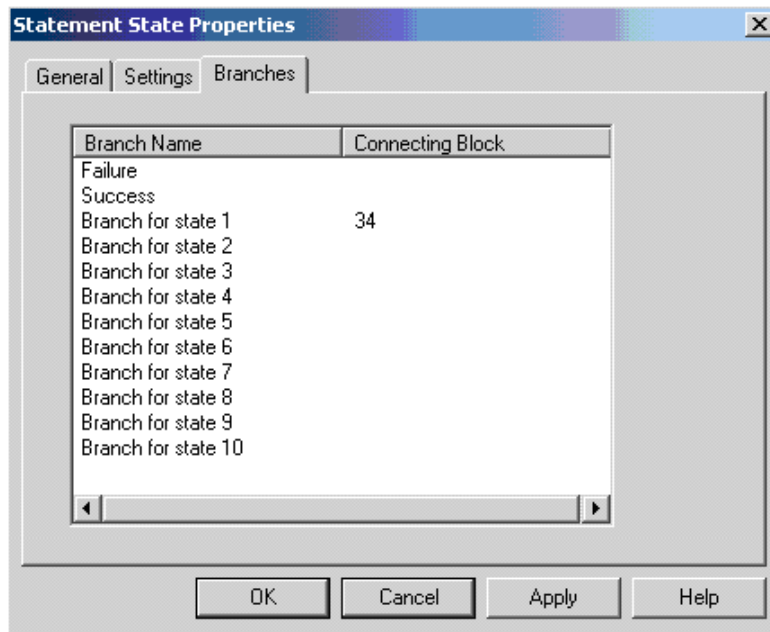 Statement State Properties
General Settings Branches
Branch Name Connecting Block
Failure
Success
Branch for state 1 34
Branch for state 2
Branch for state 3
Branch for state 4
Branch for state 5
Branch for state 6
Branch for state 7
Branch for state 8
Branch for state 9
Branch for state 10
OK Cancel Apply Help